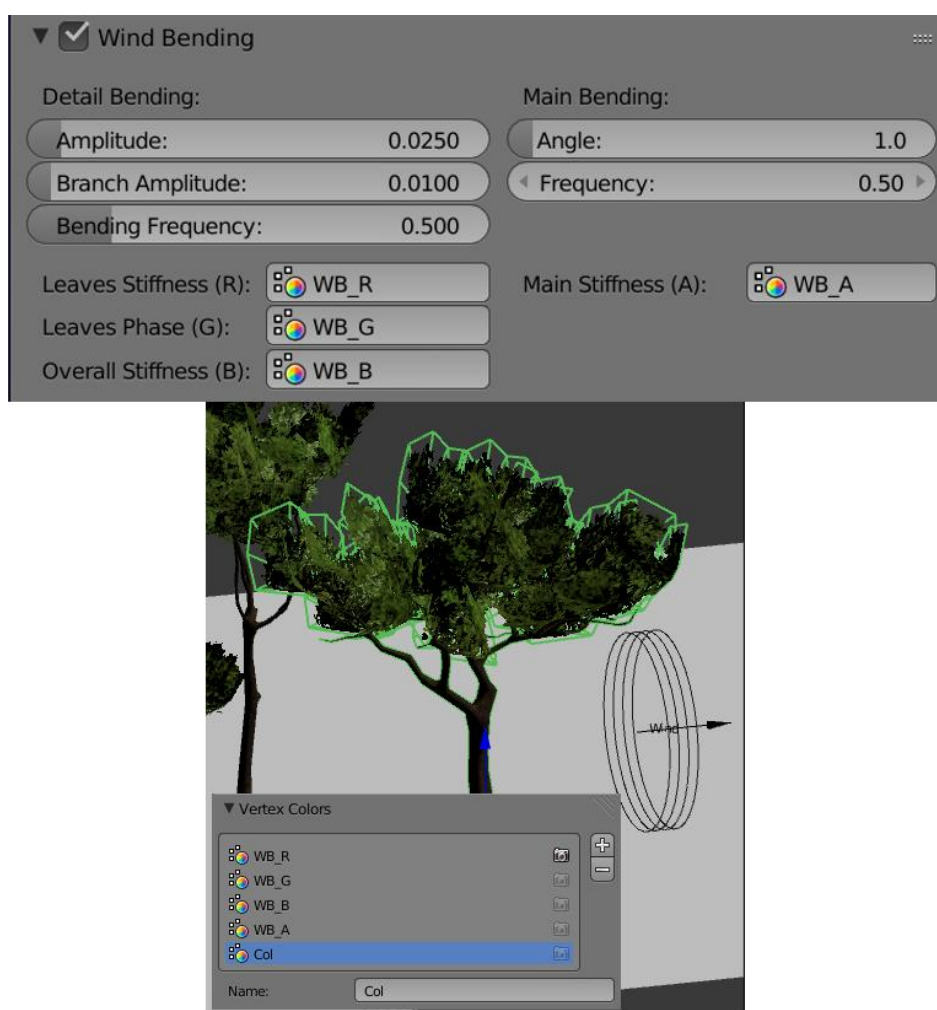 Wind Bending
Detail Bending: Main Bending:
Amplitude: 0.0250 Angle: 1.0
Branch Amplitude: 0.0100 Frequency: 0.50
Bending Frequency: 0.500
Leaves Stiffness (R): WB_R Main Stiffness (A): WB_A
Leaves Phase (G): WB_G
Overall Stiffness (B): WB_B
Wind
Vertex Colors
WB_R
WB_G
WB_B
WB_A
Col
Name: Col